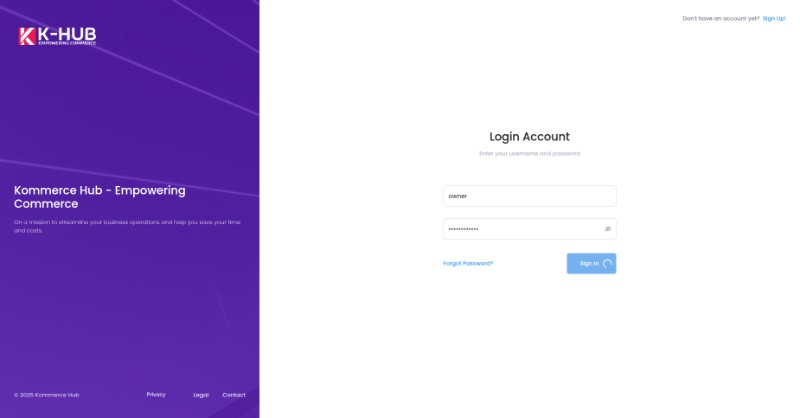 K-HUB
EMPOWERING COMMERCE
Don't have an account yet? Sign Up!
Login Account
Enter your username and password
Kommerce Hub - Empowering
Commerce
On a mission to streamline your business operations and help you save your time
and costs.
owner
••••••••••••
Forgot Password?
Sign In
© 2025 Kommerce Hub
Privacy
Legal
Contact